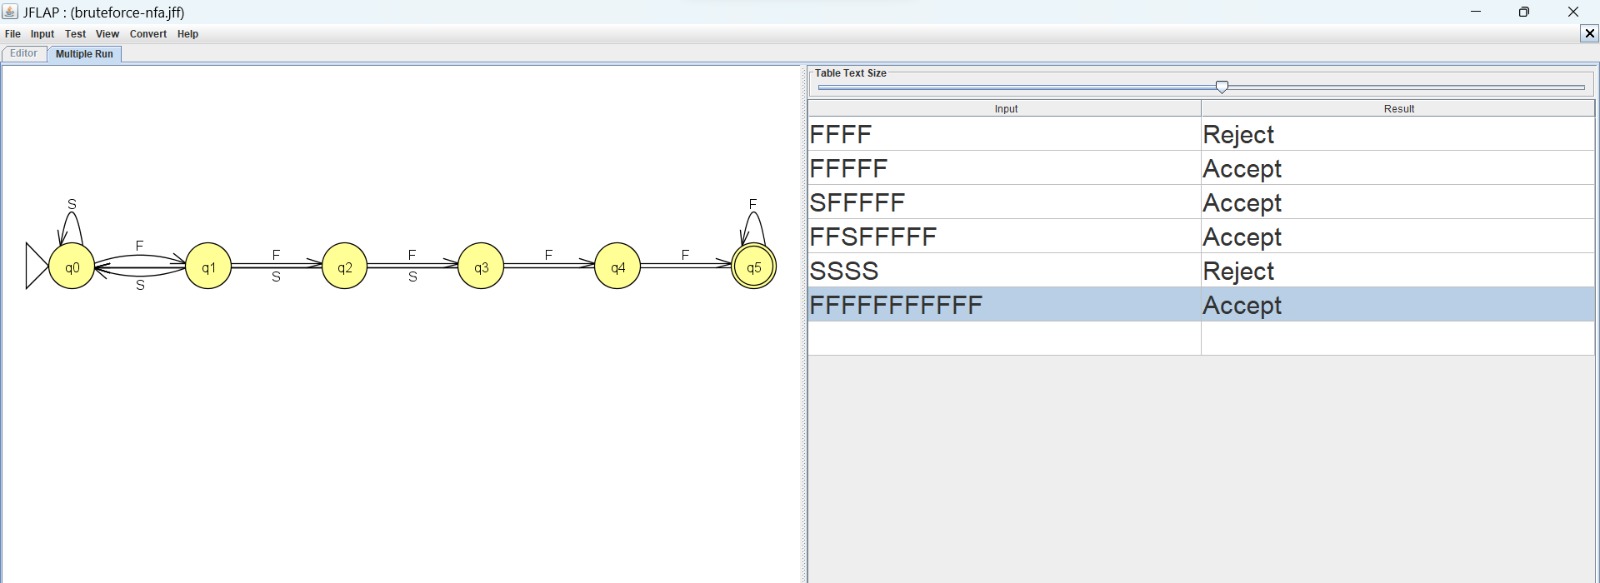 JFLAP : (bruteforce-nfa.jff)
File Input Test View Convert Help
Editor Multiple Run
Table Text Size
Input Result
FFFF Reject
FFFFF Accept
SFFFFF Accept
FFSFFFFF Accept
SSSS Reject
FFFFFFFFFFF Accept
S F
F F F F F
q0 q1 q2 q3 q4 q5
S S S